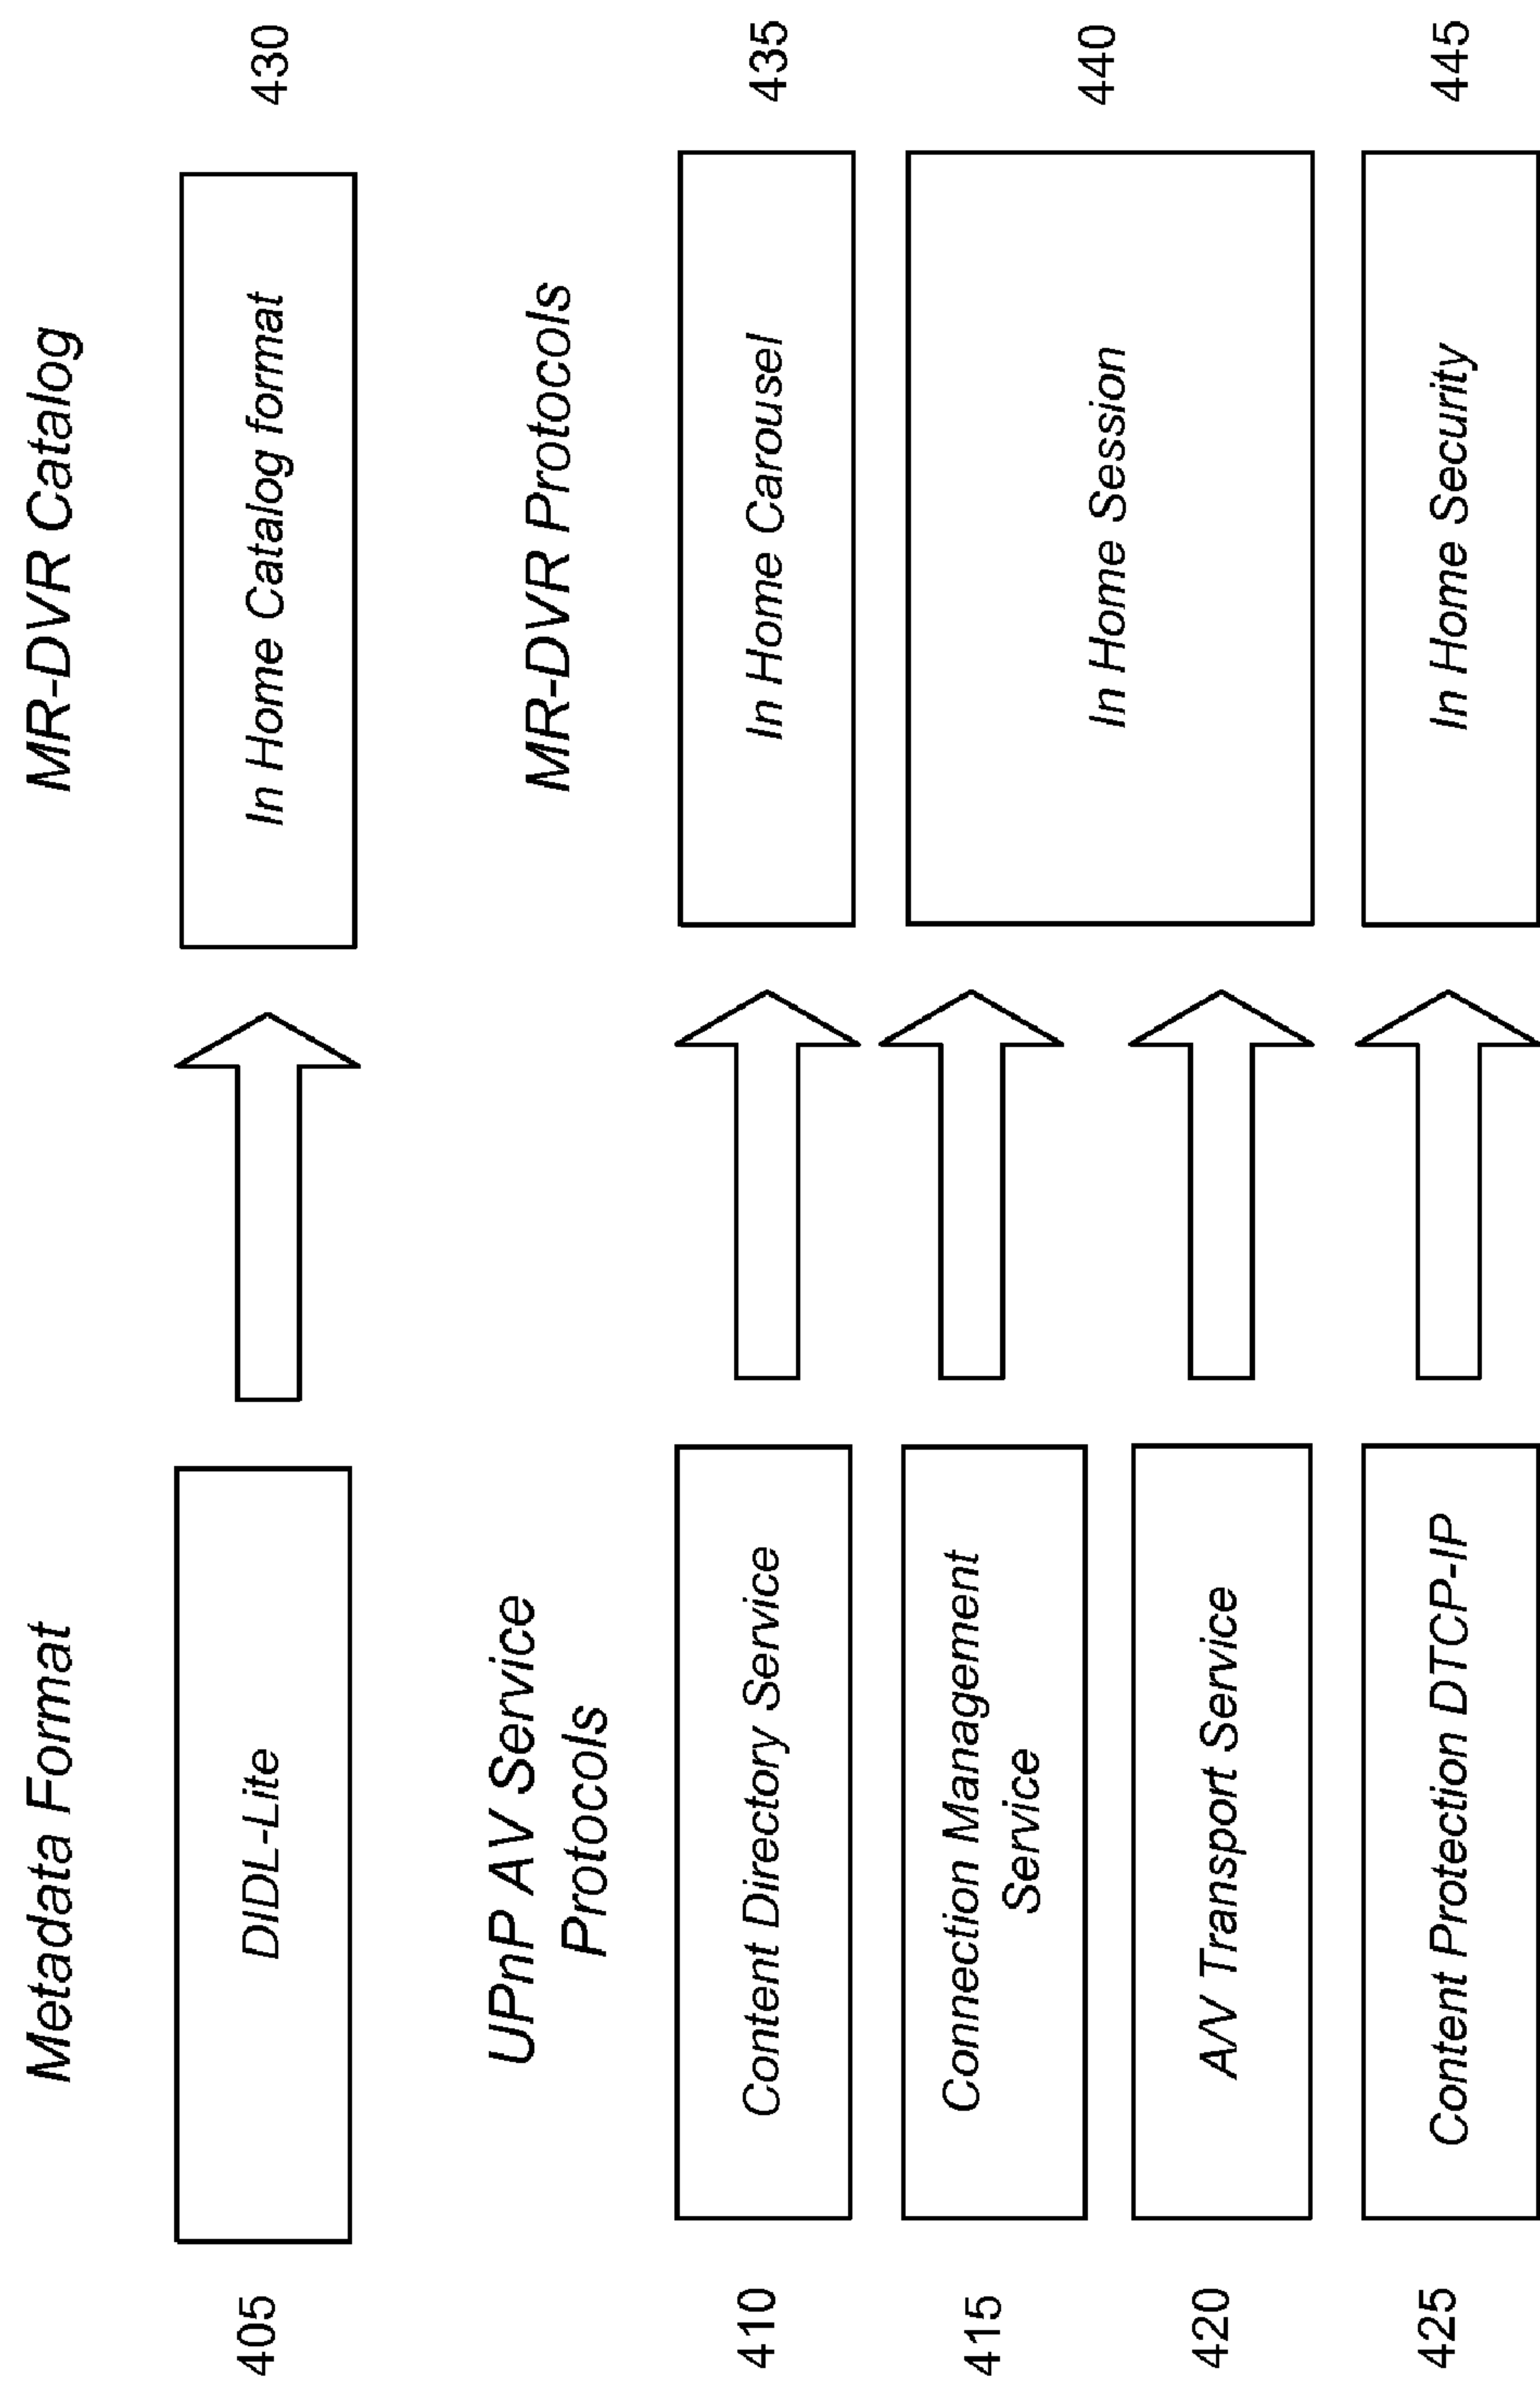 Metadata Format
MR-DVR Catalog
405
DIDL-Lite
In Home Catalog format
430
UPnP AV Service
Protocols
MR-DVR Protocols
410
Content Directory Service
In Home Carousel
435
415
Connection Management
Service
In Home Session
440
420
A/V Transport Service
425
Content Protection DTCP-IP
In Home Security
445